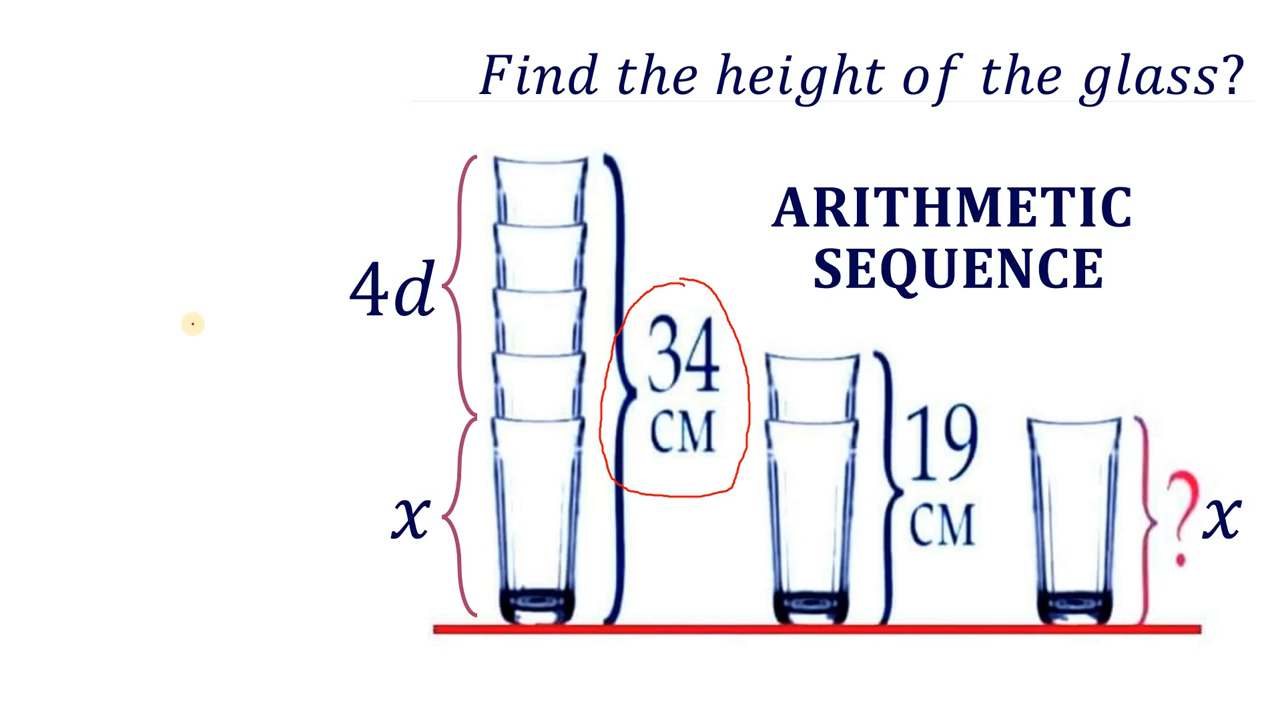 Find the height of the glass?
ARITHMETIC
SEQUENCE
4d
34
CM
19
CM
x
? x